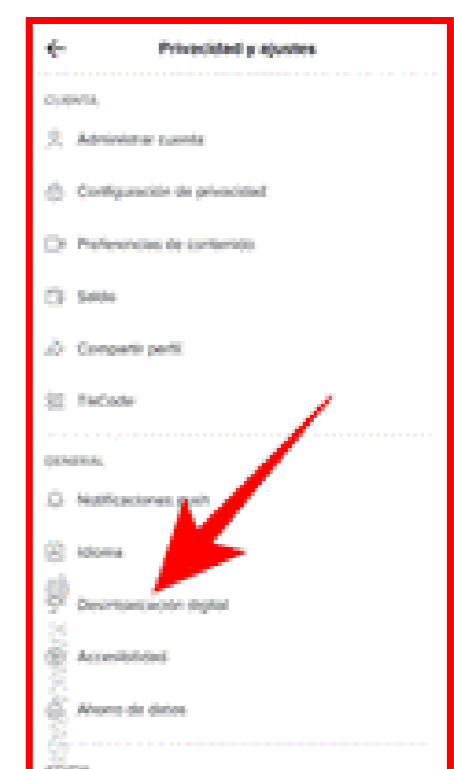 Privacidad y ajustes
CUENTA
Administrar cuenta
Configuración de privacidad
Preferencias de contenido
Saldo
Compartir perfil
TikCode
GENERAL
Notificaciones push
Idioma
Desintoxicación digital
Accesibilidad
Ahorro de datos